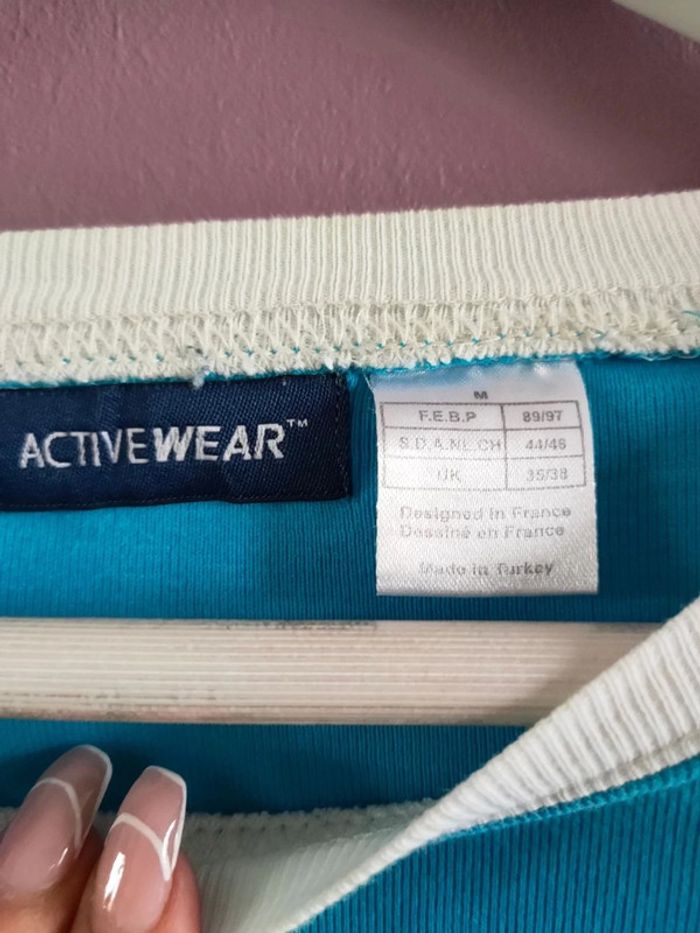 ACTIVEWEAR™
M
F.E.B.P 89/97
S.D.A.NL.CH 44/46
UK 35/38
Designed in France
Dessiné en France
Made in Turkey